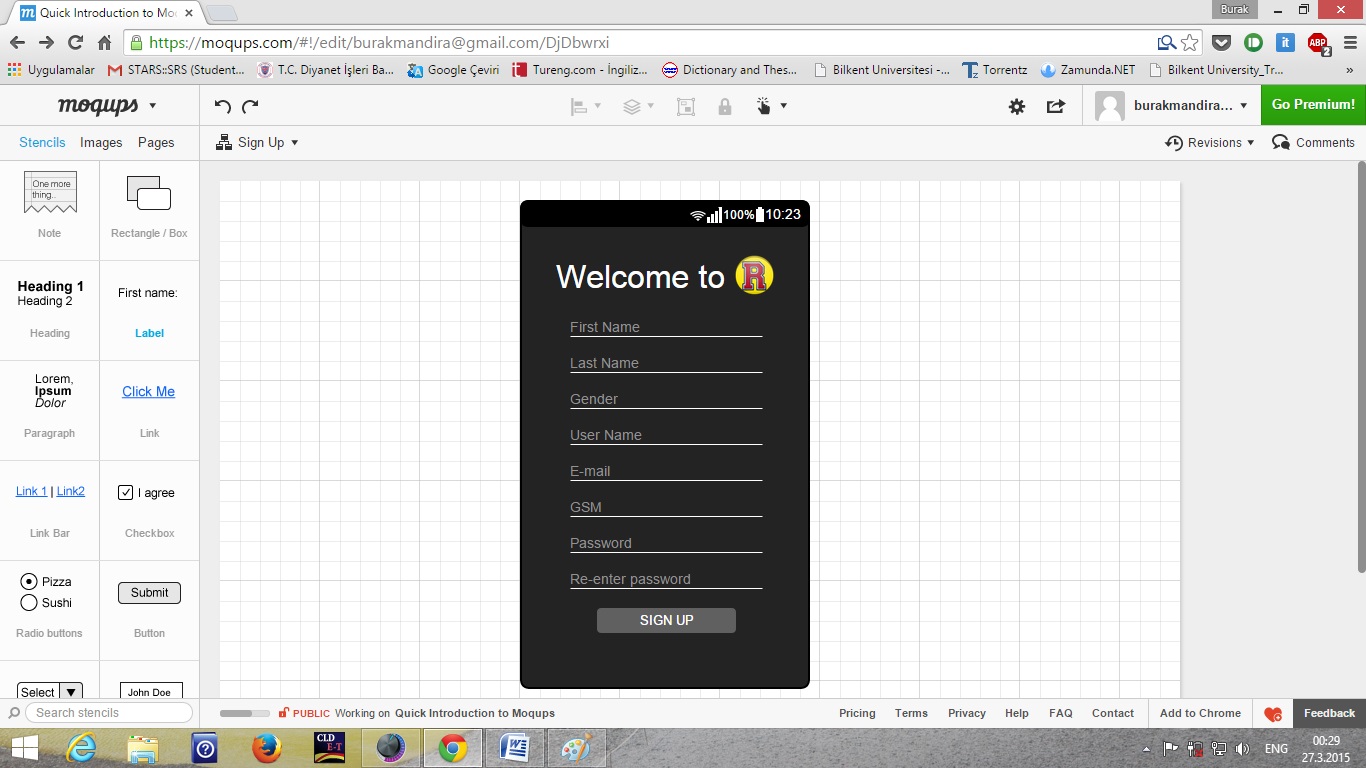 Quick Introduction to Mo
Burak
https://moqups.com/#!/edit/burakmandira@gmail.com/DjDbwrxi
ABP
2
Uygulamalar
STARS::SRS (Student...
T.C. Diyanet İşleri Ba...
Google Çeviri
Tureng.com - İngiliz...
Dictionary and Thes...
Bilkent Universitesi -...
Torrentz
Zamunda.NET
Bilkent University_Tr...
»
moqups
burakmandira...
Go Premium!
Stencils Images Pages
Sign Up
Revisions
Comments
One more
thing..
Note
Rectangle / Box
Heading 1
Heading 2
Heading
First name:
Label
Lorem,
Ipsum
Dolor
Paragraph
Click Me
Link
Link 1 | Link2
Link Bar
I agree
Checkbox
Pizza
Sushi
Radio buttons
Submit
Button
Select
John Doe
100% 10:23
Welcome to R
First Name
Last Name
Gender
User Name
E-mail
GSM
Password
Re-enter password
SIGN UP
Search stencils
PUBLIC Working on Quick Introduction to Moqups
Pricing Terms Privacy Help FAQ Contact
Add to Chrome
Feedback
CLD
E-T
ENG
00:29
27.3.2015